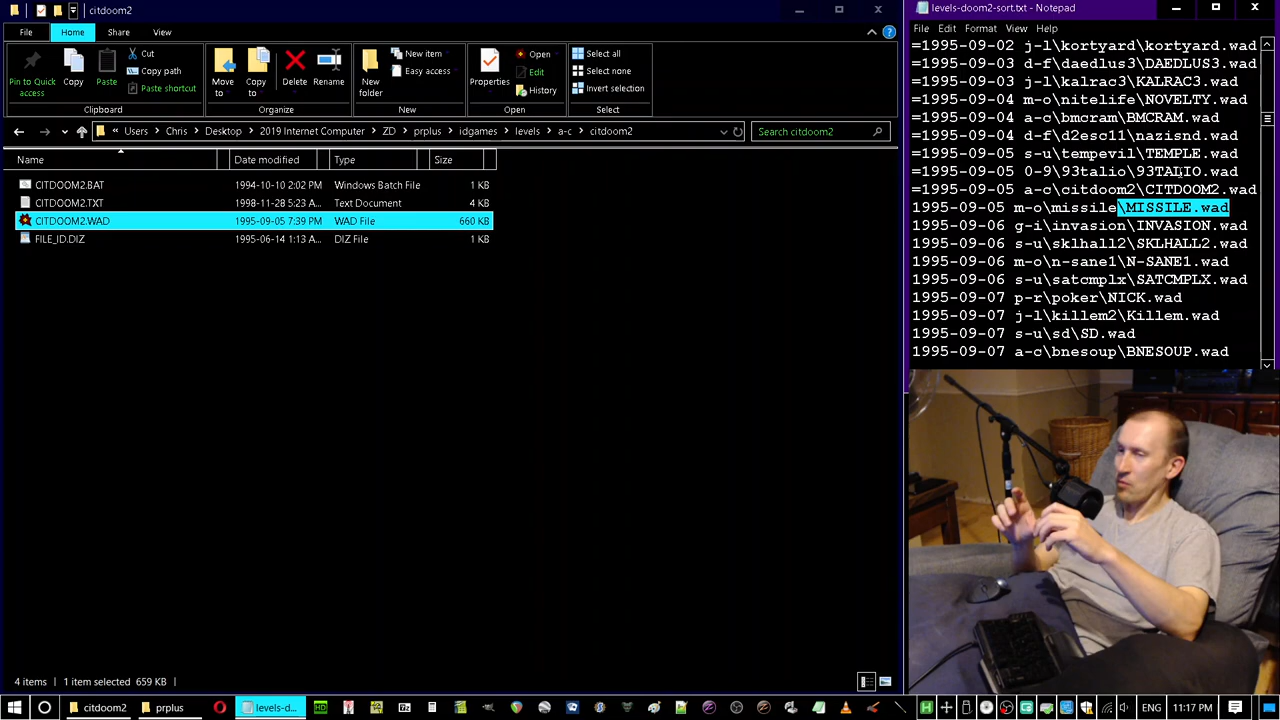 citdoom2
File Home Share View
Pin to Quick access
Copy
Paste
Cut
Copy path
Paste shortcut
Clipboard
Move to
Copy to
Delete
Rename
Organize
New folder
New item
Easy access
New
Properties
Open
Edit
History
Open
Select all
Select none
Invert selection
Select
« Users › Chris › Desktop › 2019 Internet Computer › ZD › prplus › idgames › levels › a-c › citdoom2
Search citdoom2
Name Date modified Type Size
CITDOOM2.BAT 1994-10-10 2:02 PM Windows Batch File 1 KB
CITDOOM2.TXT 1998-11-28 5:23 A... Text Document 4 KB
CITDOOM2.WAD 1995-09-05 7:39 PM WAD File 660 KB
FILE_ID.DIZ 1995-06-14 1:13 A... DIZ File 1 KB
4 items 1 item selected 659 KB
levels-doom2-sort.txt - Notepad
File Edit Format View Help
=1995-09-02 j-l\kortyard\kortyard.wad
=1995-09-03 d-f\daedlus3\DAEDLUS3.wad
=1995-09-03 j-l\kalrac3\KALRAC3.wad
=1995-09-04 m-o\nitelife\NOVELTY.wad
=1995-09-04 a-c\bmcram\BMCRAM.wad
=1995-09-04 d-f\d2esc11\nazisnd.wad
=1995-09-05 s-u\tempevil\TEMPLE.wad
=1995-09-05 0-9\93talio\93TALIO.wad
=1995-09-05 a-c\citdoom2\CITDOOM2.wad
1995-09-05 m-o\missile\MISSILE.wad
1995-09-06 g-i\invasion\INVASION.wad
1995-09-06 s-u\sklhall2\SKLHALL2.wad
1995-09-06 m-o\n-sane1\N-SANE1.wad
1995-09-06 s-u\satcmplx\SATCMPLX.wad
1995-09-07 p-r\poker\NICK.wad
1995-09-07 j-l\killem2\Killem.wad
1995-09-07 s-u\sd\SD.wad
1995-09-07 a-c\bnesoup\BNESOUP.wad
citdoom2
prplus
levels-d...
ENG
11:17 PM